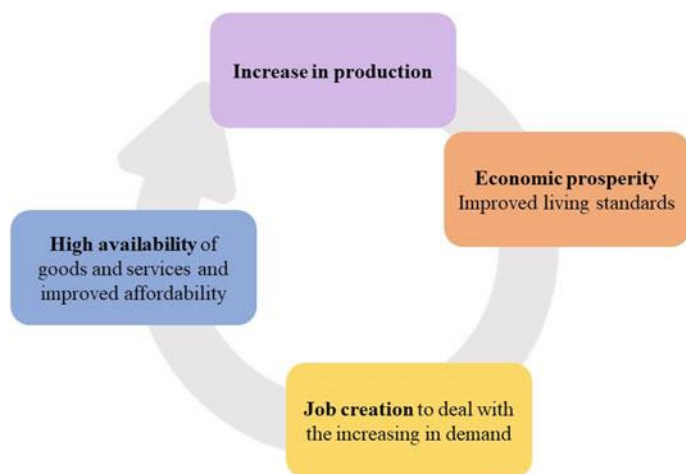 Increase in production
Economic prosperity
Improved living standards
High availability of
goods and services and
improved affordability
Job creation to deal with
the increasing in demand